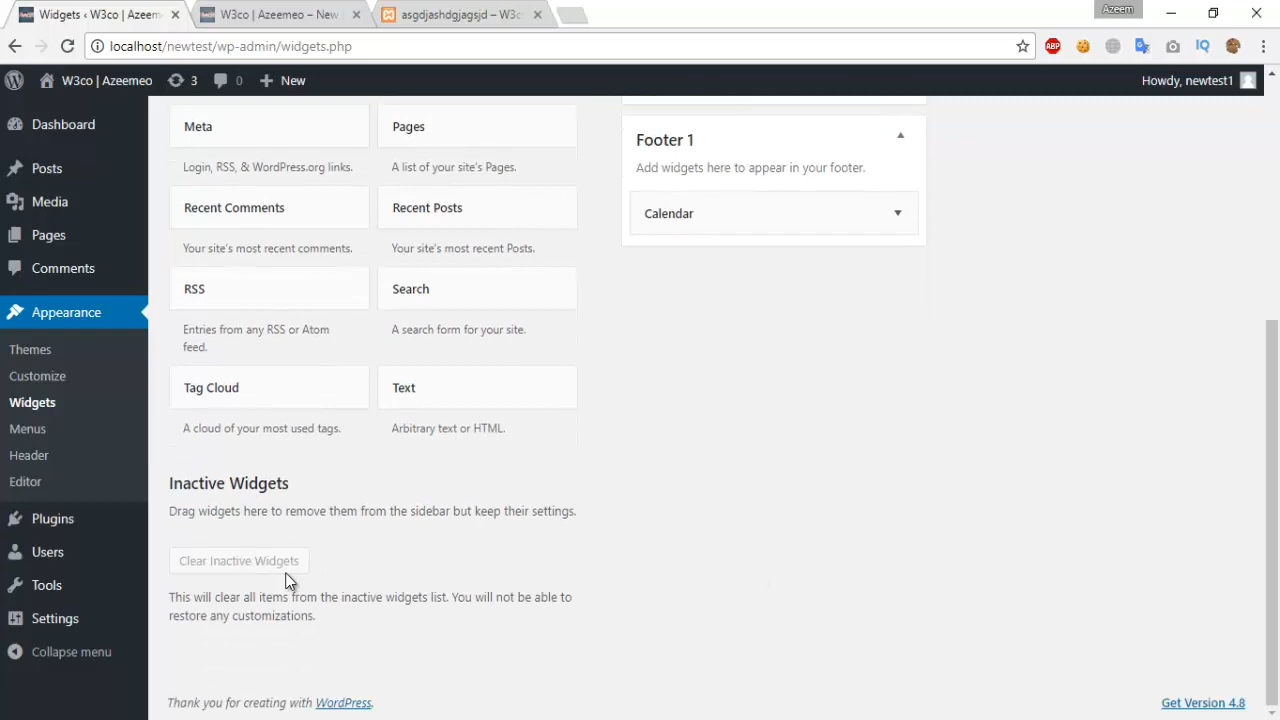 Widgets ‹ W3co | Azeem
W3co | Azeemeo – New
asgdjashdgjagsjd – W3c
Azeem
localhost/newtest/wp-admin/widgets.php
ABP
IQ
W3co | Azeemeo
3
0
New
Howdy, newtest1
Dashboard
Posts
Media
Pages
Comments
Appearance
Themes
Customize
Widgets
Menus
Header
Editor
Plugins
Users
Tools
Settings
Collapse menu
Meta
Pages
Login, RSS, & WordPress.org links.
A list of your site's Pages.
Recent Comments
Recent Posts
Your site's most recent comments.
Your site's most recent Posts.
RSS
Search
Entries from any RSS or Atom
feed.
A search form for your site.
Tag Cloud
Text
A cloud of your most used tags.
Arbitrary text or HTML.
Inactive Widgets
Drag widgets here to remove them from the sidebar but keep their settings.
Clear Inactive Widgets
This will clear all items from the inactive widgets list. You will not be able to
restore any customizations.
Footer 1
Add widgets here to appear in your footer.
Calendar
Thank you for creating with WordPress.
Get Version 4.8